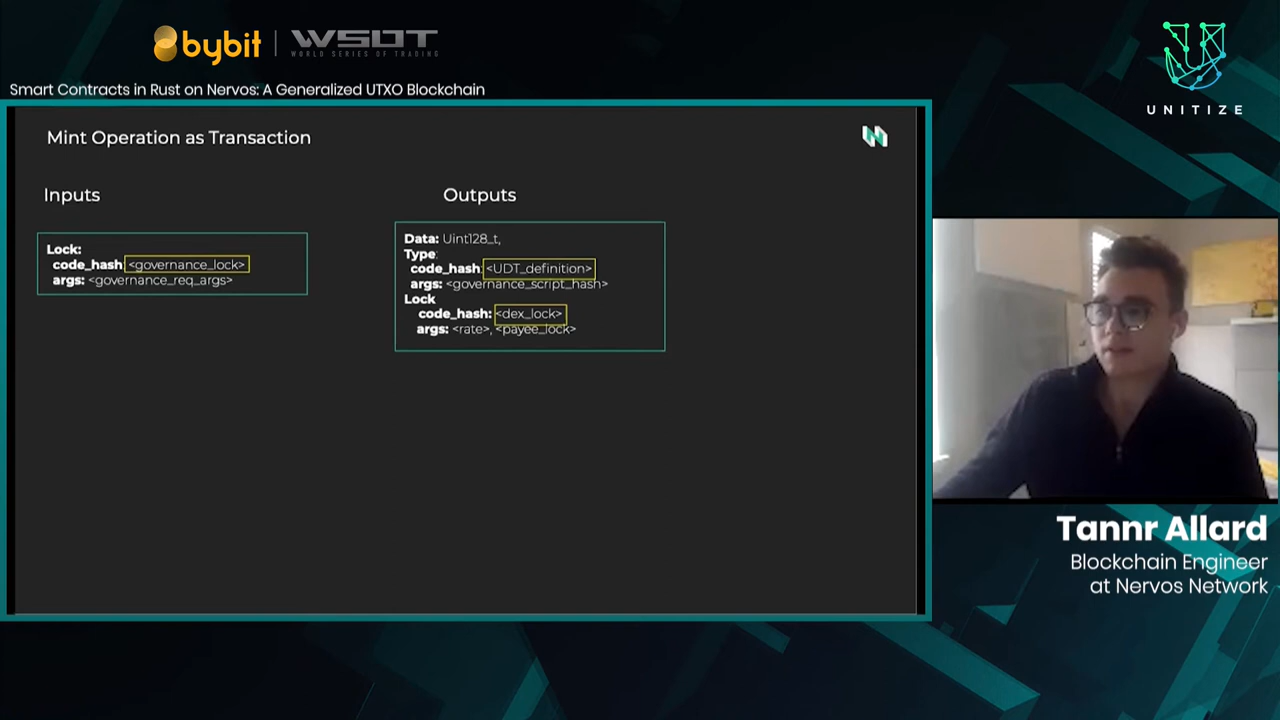 bybit | WSOT
WORLD SERIES OF TRADING
UNITIZE
Smart Contracts in Rust on Nervos: A Generalized UTXO Blockchain
Mint Operation as Transaction
Inputs
Lock:
code_hash: <governance_lock>
args: <governance_req_args>
Outputs
Data: Uint128_t,
Type:
code_hash: <UDT_definition>
args: <governance_script_hash>
Lock
code_hash: <dex_lock>
args: <rate>, <payee_lock>
Tannr Allard
Blockchain Engineer
at Nervos Network